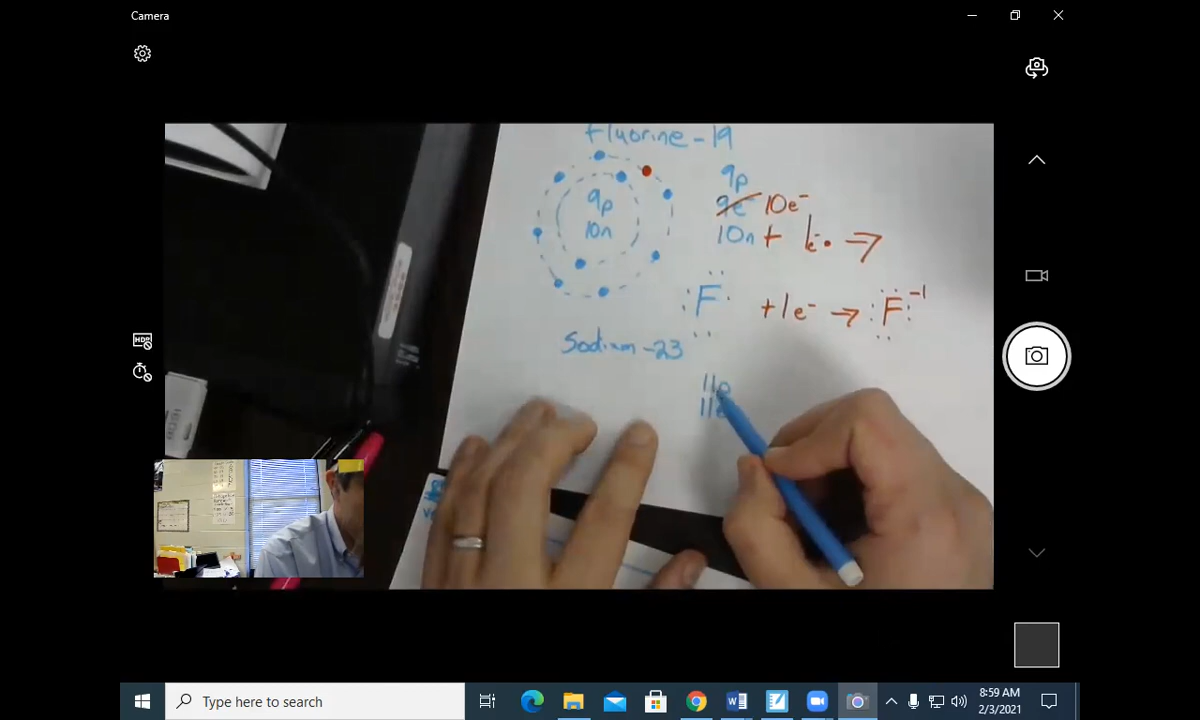 Camera
Fluorine-19
9p
10n
9p
9e⁻ 10e⁻
10n + 1e⁻ →
F +1e⁻ → F⁻¹
Sodium-23
11p
11e
Type here to search
8:59 AM
2/3/2021